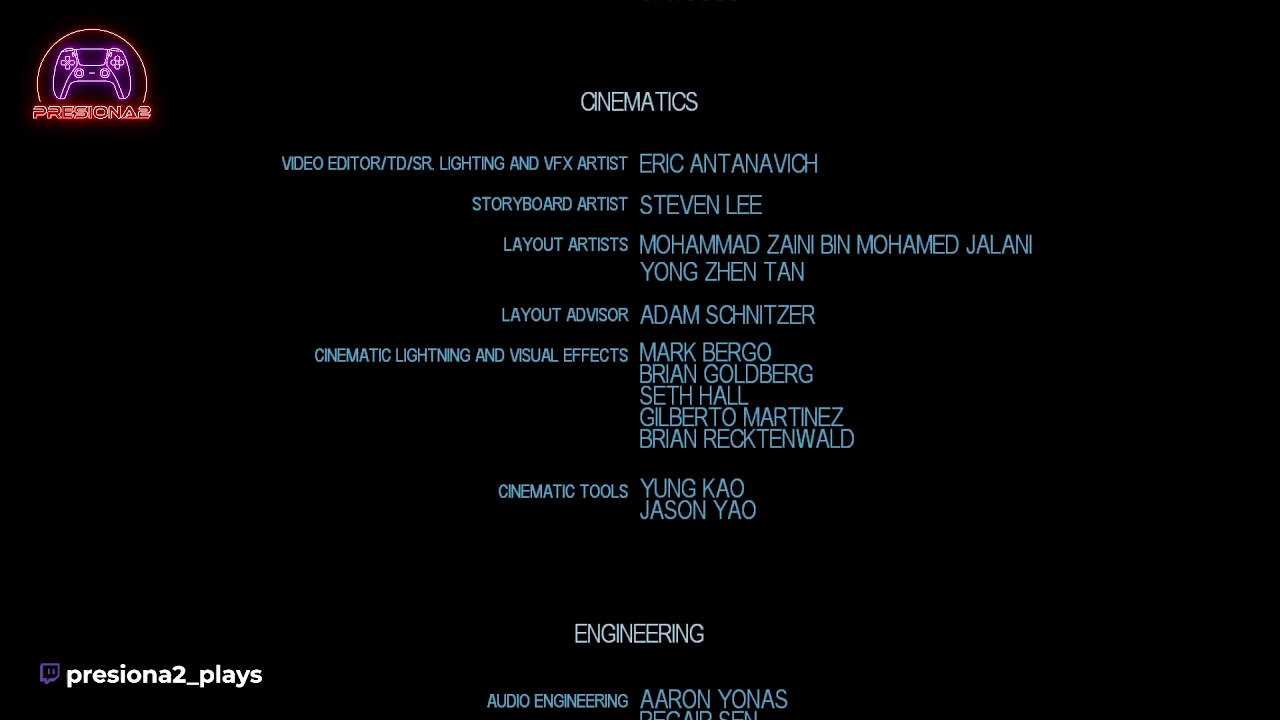 PRESIONA2
CINEMATICS
VIDEO EDITOR/TD/SR. LIGHTING AND VFX ARTIST ERIC ANTANAVICH
STORYBOARD ARTIST STEVEN LEE
LAYOUT ARTISTS MOHAMMAD ZAINI BIN MOHAMED JALANI
YONG ZHEN TAN
LAYOUT ADVISOR ADAM SCHNITZER
CINEMATIC LIGHTNING AND VISUAL EFFECTS MARK BERGO
BRIAN GOLDBERG
SETH HALL
GILBERTO MARTINEZ
BRIAN RECKTENWALD
CINEMATIC TOOLS YUNG KAO
JASON YAO
ENGINEERING
presiona2_plays
AUDIO ENGINEERING AARON YONAS